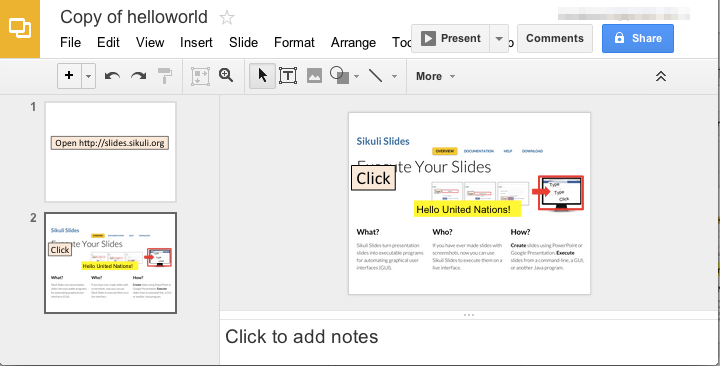 Copy of helloworld
File Edit View Insert Slide Format Arrange
Present
Comments
Share
More
1
Open http://slides.sikuli.org
2
Sikuli Slides
Execute Your Slides
Click
Hello United Nations!
What? Who? How?
Sikuli Slides
OVERVIEW DOCUMENTATION HELP DOWNLOAD
Execute Your Slides
Click
Type
Type
Click
Hello United Nations!
What?
Sikuli Slides turn presentation
slides into executable programs
for automating graphical user
interfaces (GUI).
Who?
If you have ever made slides with
screenshots, now you can use
Sikuli Slides to execute them on a
live interface.
How?
Create slides using PowerPoint or
Google Presentation. Execute
slides from a command-line, a GUI,
or another Java program.
Click to add notes